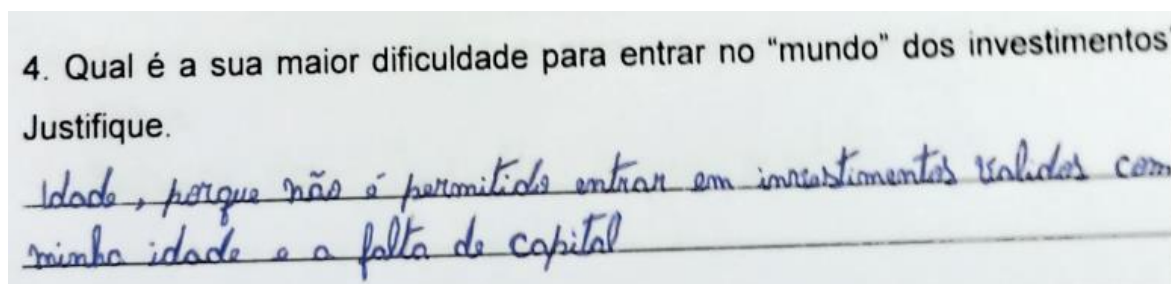 4. Qual é a sua maior dificuldade para entrar no “mundo” dos investimentos
Justifique.
Idade, porque não é permitido entrar em investimentos validos com
minha idade e a falta de capital